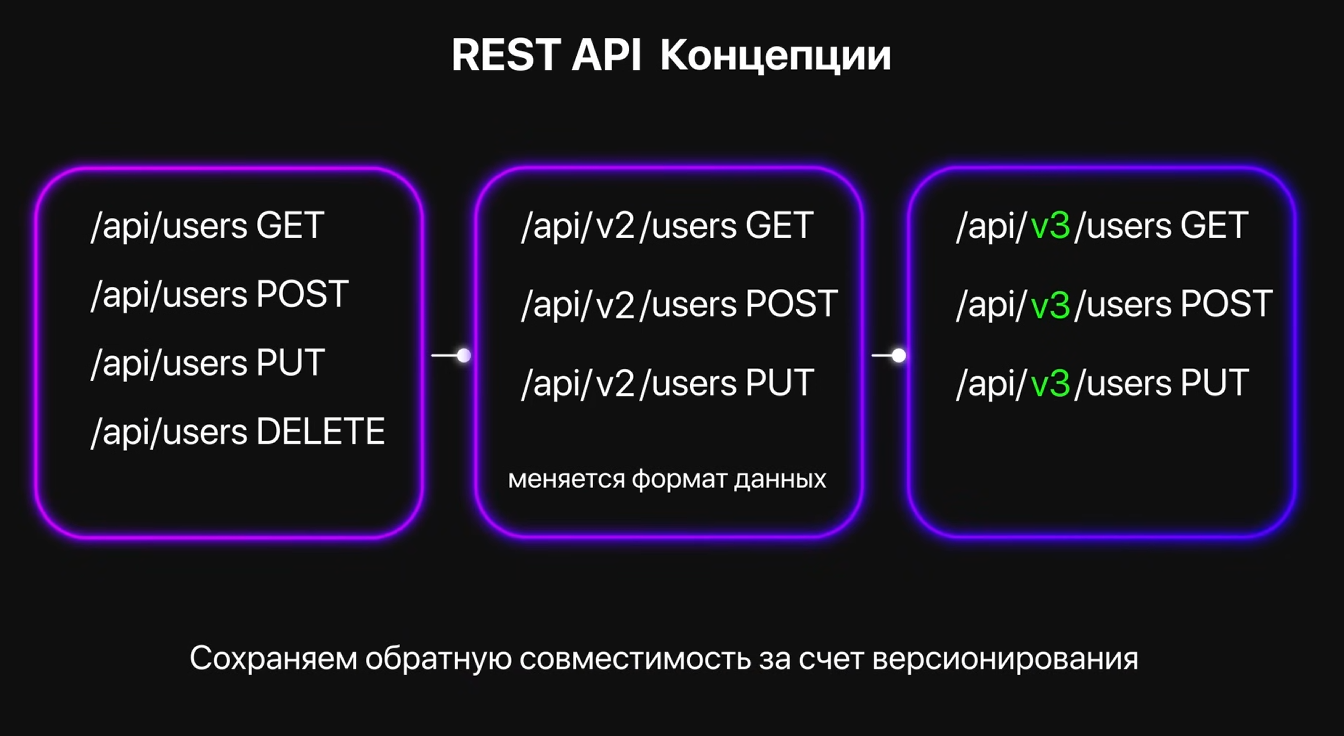 REST API Концепции
/api/users GET
/api/users POST
/api/users PUT
/api/users DELETE
/api/v2/users GET
/api/v2/users POST
/api/v2/users PUT
меняется формат данных
/api/v3/users GET
/api/v3/users POST
/api/v3/users PUT
Сохраняем обратную совместимость за счет версионирования